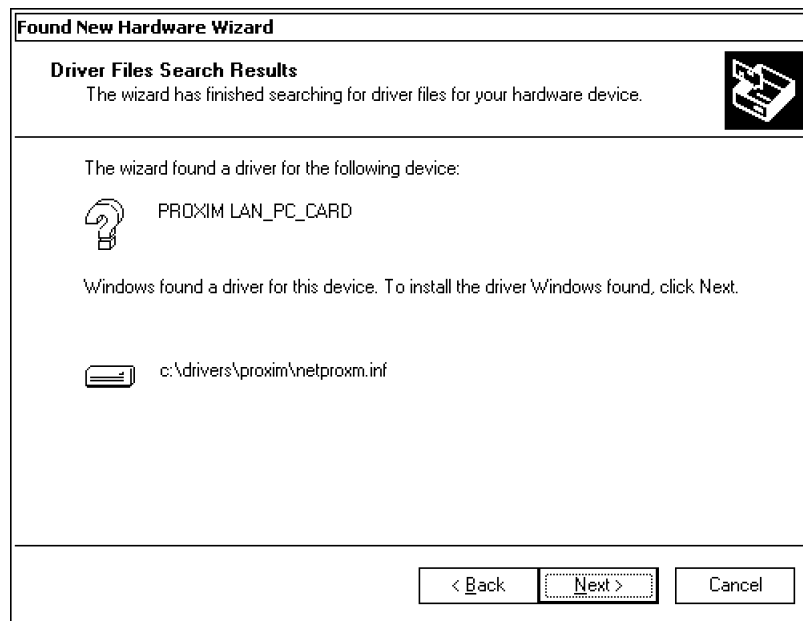 Found New Hardware Wizard
Driver Files Search Results
The wizard has finished searching for driver files for your hardware device.
The wizard found a driver for the following device:
PROXIM LAN_PC_CARD
Windows found a driver for this device. To install the driver Windows found, click Next.
c:\drivers\proxim\netproxm.inf
< Back Next > Cancel